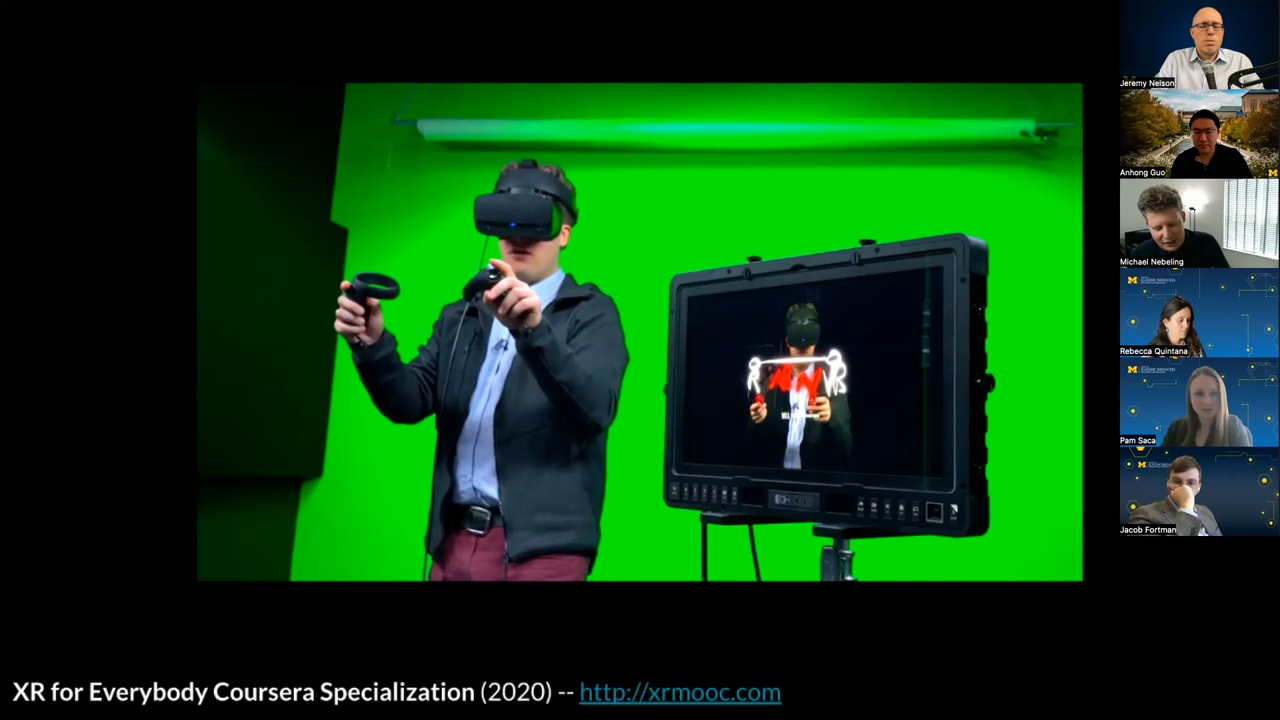 Jeremy Nelson
Anhong Guo
Michael Nebeling
Rebecca Quintana
Pam Saca
Jacob Fortman
XR for Everybody Coursera Specialization (2020) -- http://xrmooc.com